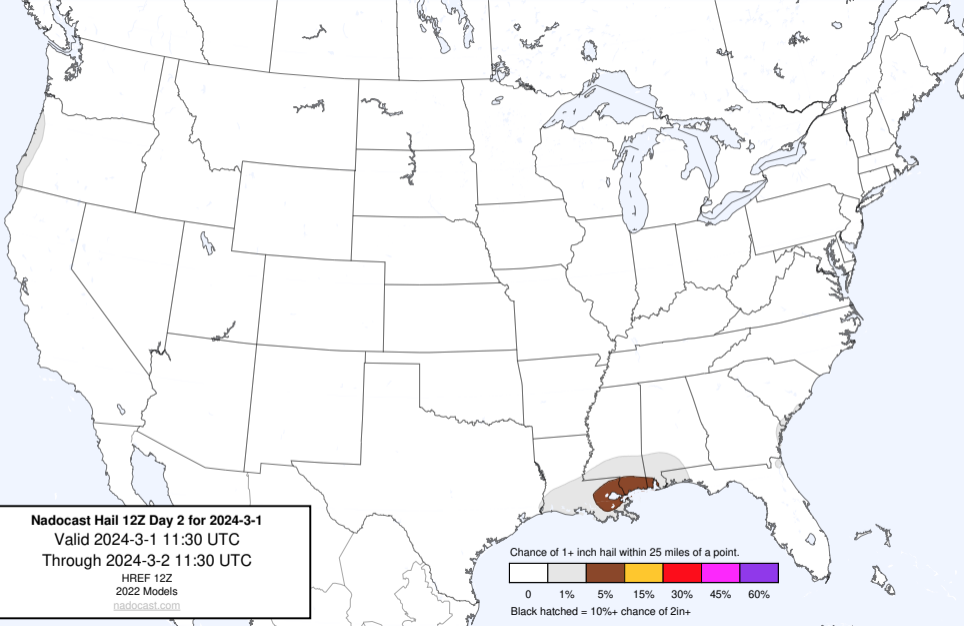 Nadocast Hail 12Z Day 2 for 2024-3-1
Valid 2024-3-1 11:30 UTC
Through 2024-3-2 11:30 UTC
HREF 12Z
2022 Models
nadocast.com
Chance of 1+ inch hail within 25 miles of a point.
0 1% 5% 15% 30% 45% 60%
Black hatched = 10%+ chance of 2in+